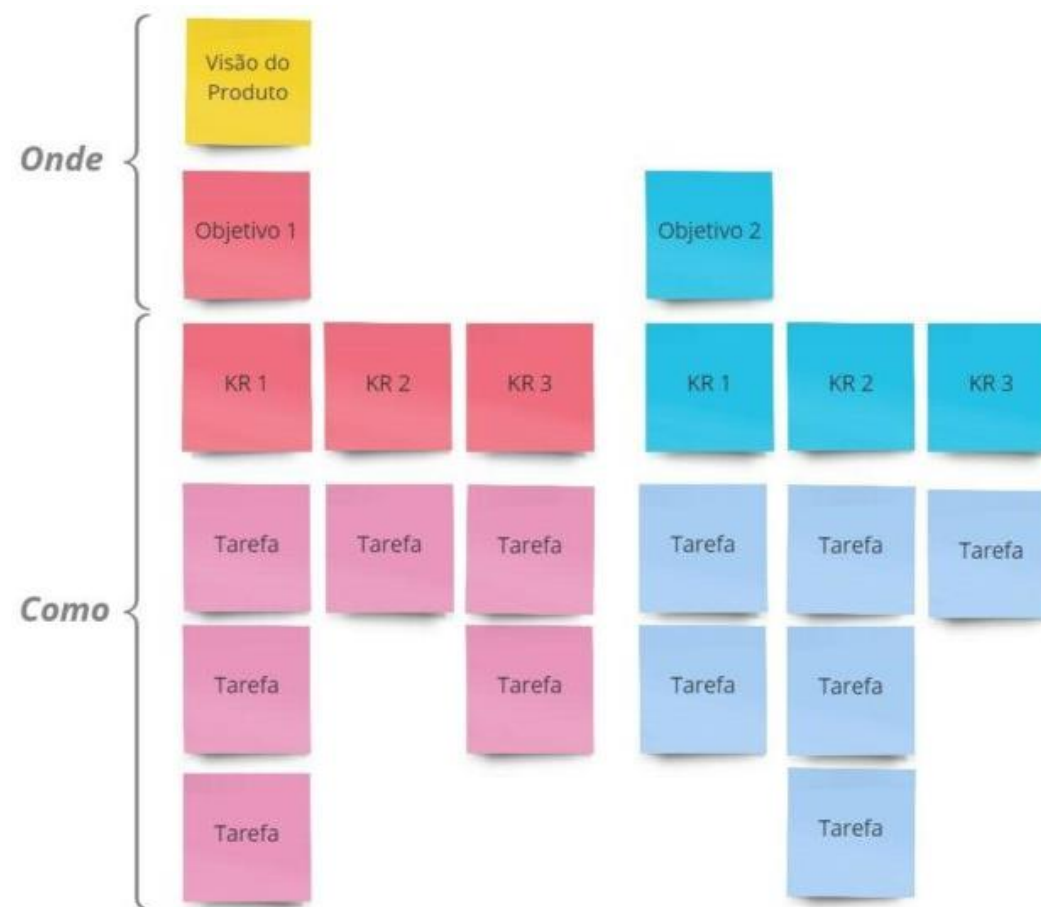 Visão do
Produto
Onde
Objetivo 1
Objetivo 2
KR 1
KR 2
KR 3
KR 1
KR 2
KR 3
Tarefa
Tarefa
Tarefa
Tarefa
Tarefa
Tarefa
Como
Tarefa
Tarefa
Tarefa
Tarefa
Tarefa
Tarefa